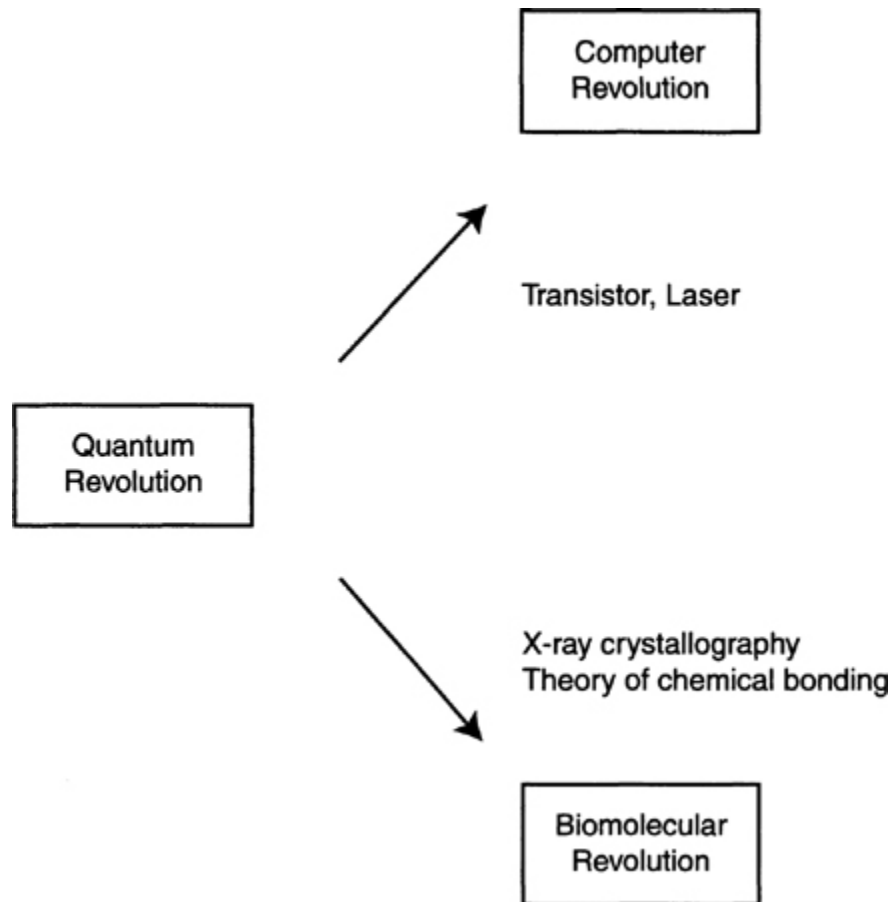 Computer
Revolution
Transistor, Laser
Quantum
Revolution
X-ray crystallography
Theory of chemical bonding
Biomolecular
Revolution